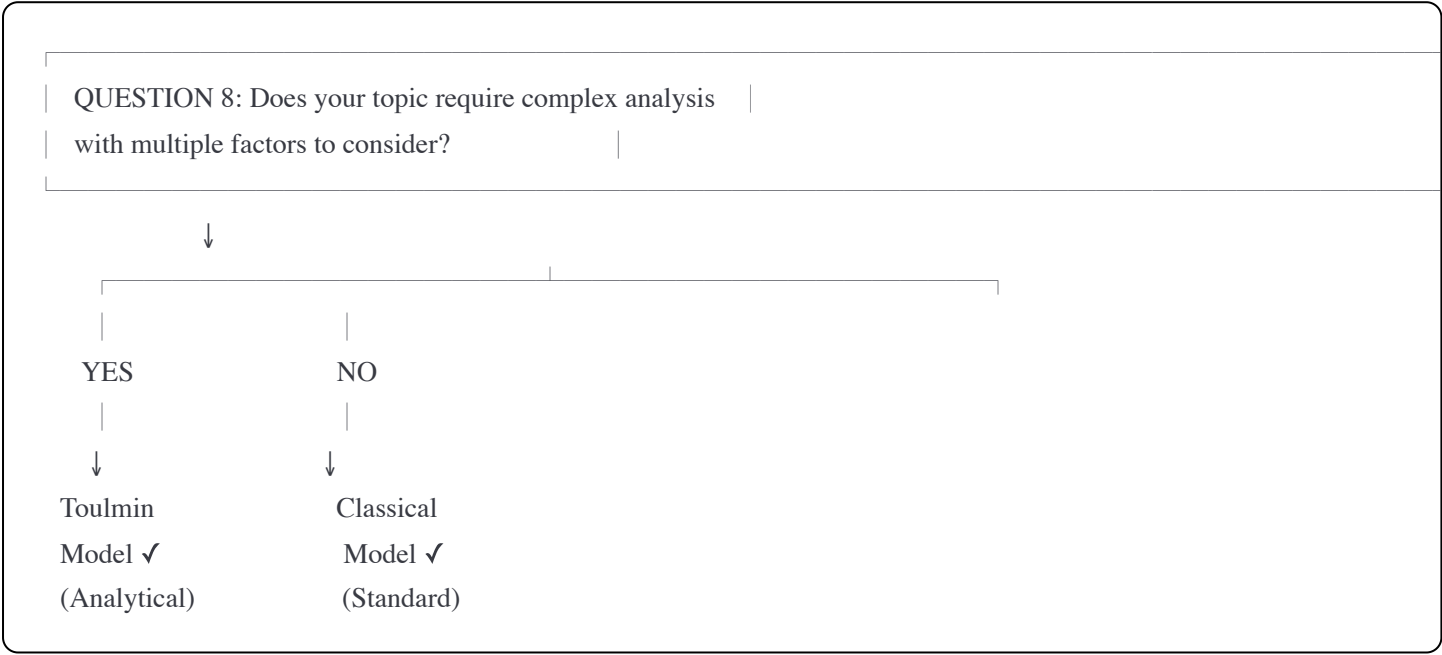 QUESTION 8: Does your topic require complex analysis
with multiple factors to consider?
↓
YES NO
↓ ↓
Toulmin Classical
Model ✓ Model ✓
(Analytical) (Standard)